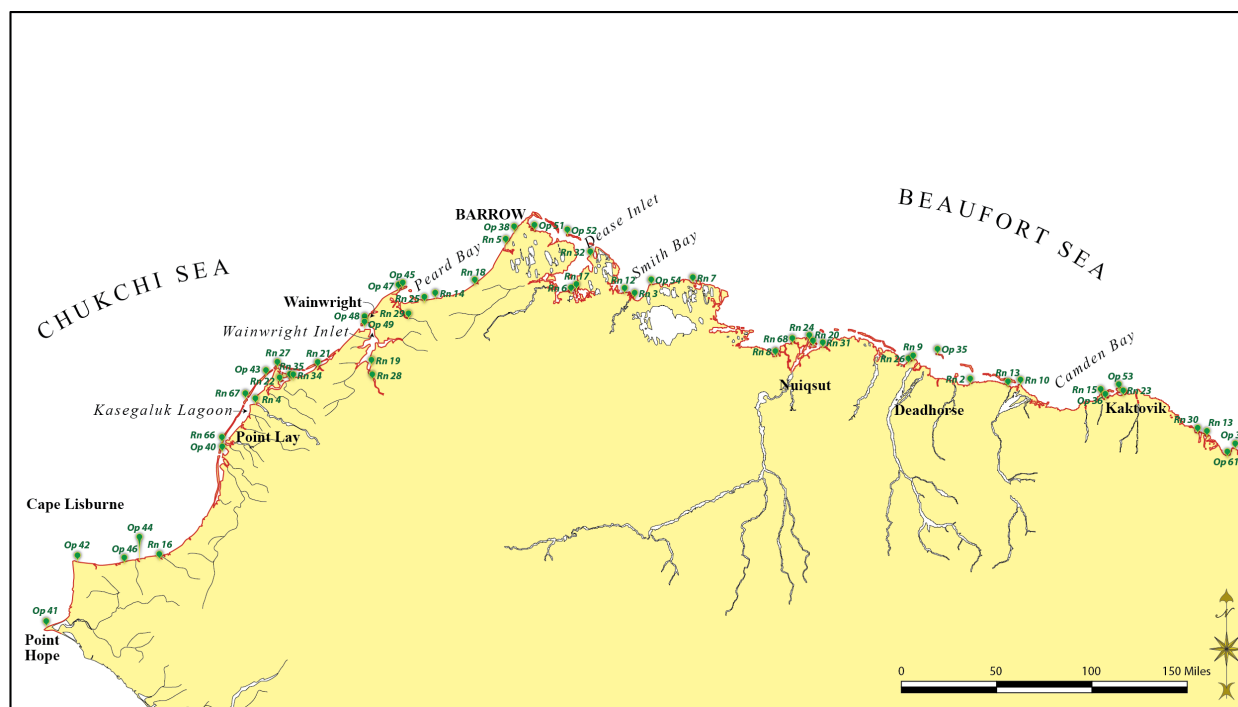 BEAUFORT SEA
CHUKCHI SEA
BARROW
Op 38
Op 51
Op 52
Rn 5
Dease Inlet
Rn 32
Smith Bay
Peard Bay
Op 45
Op 47
Rn 18
Rn 17
Rn 6
Rn 12
Op 54
Rn 7
Rn 3
Rn 25
Rn 14
Wainwright
Op 48
Rn 29
Op 49
Wainwright Inlet
Rn 24
Rn 68
Rn 20
Rn 31
Rn 8
Rn 9
Rn 26
Op 35
Rn 27
Rn 21
Rn 19
Op 43
Rn 35
Rn 22
Rn 34
Rn 28
Camden Bay
Rn 2
Rn 13
Rn 10
Op 53
Rn 15
Rn 23
Op 36
Nuiqsut
Deadhorse
Kaktovik
Rn 67
Rn 4
Kasegaluk Lagoon
Rn 66
Point Lay
Op 40
Rn 30
Rn 13
Op 3
Op 61
Cape Lisburne
Op 44
Op 42
Op 46
Rn 16
Op 41
Point
Hope
N
0 50 100 150 Miles